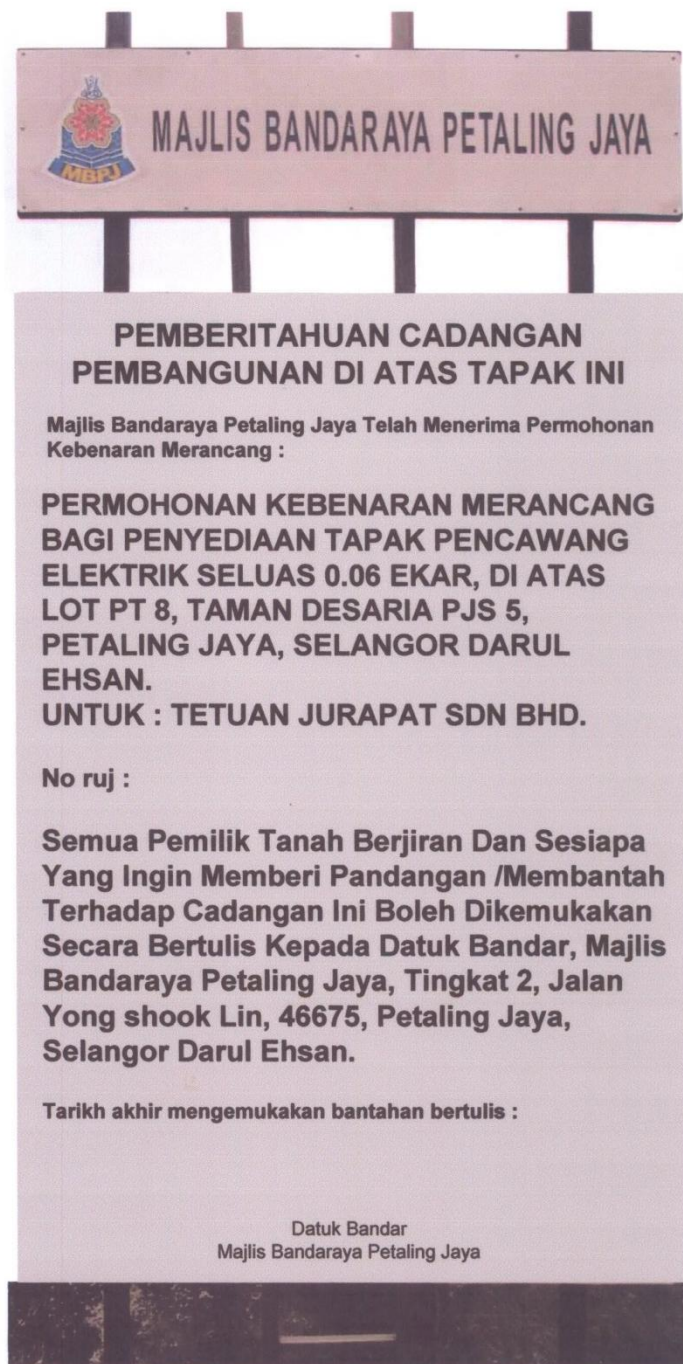 MBPJ
MAJLIS BANDARAYA PETALING JAYA
PEMBERITAHUAN CADANGAN
PEMBANGUNAN DI ATAS TAPAK INI
Majlis Bandaraya Petaling Jaya Telah Menerima Permohonan
Kebenaran Merancang :
PERMOHONAN KEBENARAN MERANCANG
BAGI PENYEDIAAN TAPAK PENCAWANG
ELEKTRIK SELUAS 0.06 EKAR, DI ATAS
LOT PT 8, TAMAN DESARIA PJS 5,
PETALING JAYA, SELANGOR DARUL
EHSAN.
UNTUK : TETUAN JURAPAT SDN BHD.
No ruj :
Semua Pemilik Tanah Berjiran Dan Sesiapa
Yang Ingin Memberi Pandangan /Membantah
Terhadap Cadangan Ini Boleh Dikemukakan
Secara Bertulis Kepada Datuk Bandar, Majlis
Bandaraya Petaling Jaya, Tingkat 2, Jalan
Yong shook Lin, 46675, Petaling Jaya,
Selangor Darul Ehsan.
Tarikh akhir mengemukakan bantahan bertulis :
Datuk Bandar
Majlis Bandaraya Petaling Jaya